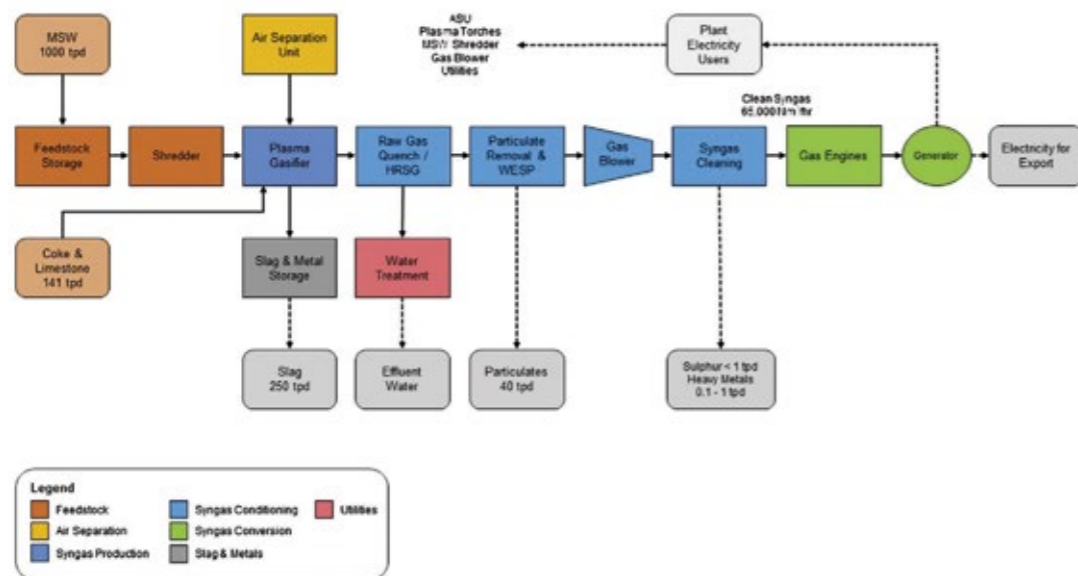 MSW
1000 tpd
Air Separation
Unit
ASU
Plasma Torches
MSW Shredder
Gas Blower
Utilities
Plant
Electricity
Users
Clean Syngas
Feedstock
Storage
Shredder
Plasma
Gasifier
Raw Gas
Quench /
HRSG
Particulate
Removal &
WESP
Gas
Blower
Syngas
Cleaning
Gas Engines
Generator
Electricity for
Export
Coke &
Limestone
141 tpd
Slag & Metal
Storage
Water
Treatment
Slag
250 tpd
Effluent
Water
Particulates
40 tpd
Sulphur < 1 tpd
Heavy Metals
0.1 - 1 tpd
Legend
Feedstock
Syngas Conditioning
Utilities
Air Separation
Syngas Conversion
Syngas Production
Slag & Metals